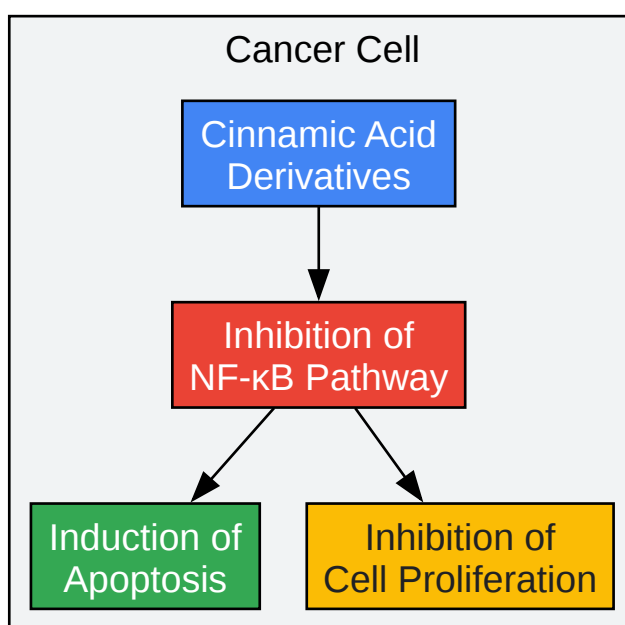 Cancer Cell
Cinnamic Acid
Derivatives
Inhibition of
NF-κB Pathway
Induction of
Apoptosis
Inhibition of
Cell Proliferation